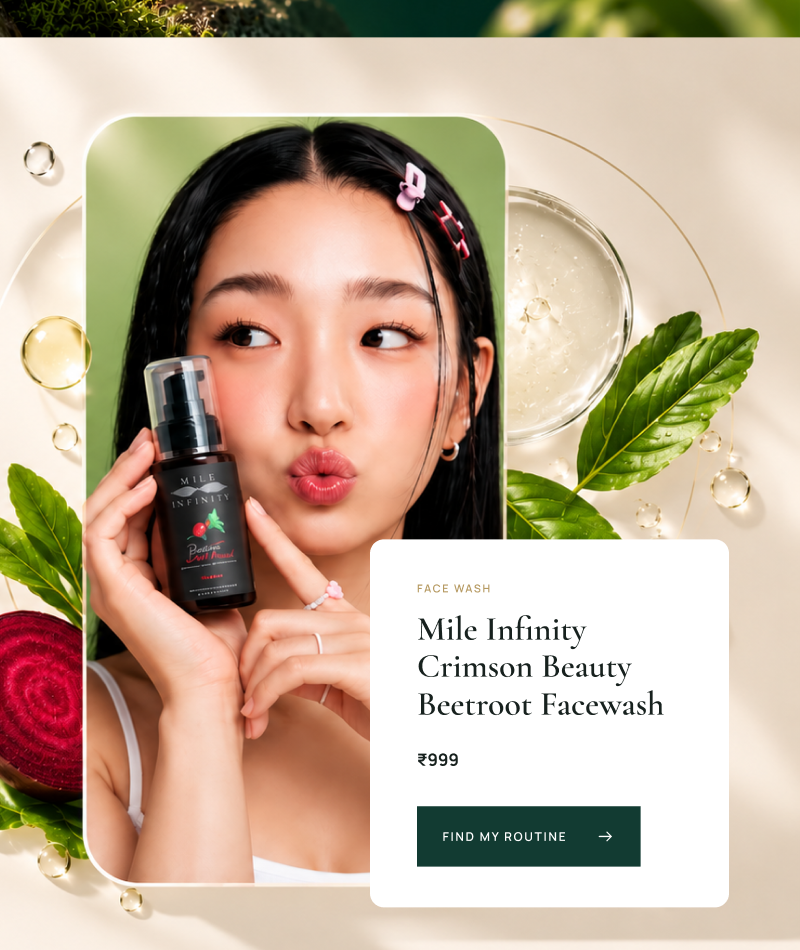 MILE
INFINITY
FACE WASH
Mile Infinity
Crimson Beauty
Beetroot Facewash
₹999
FIND MY ROUTINE